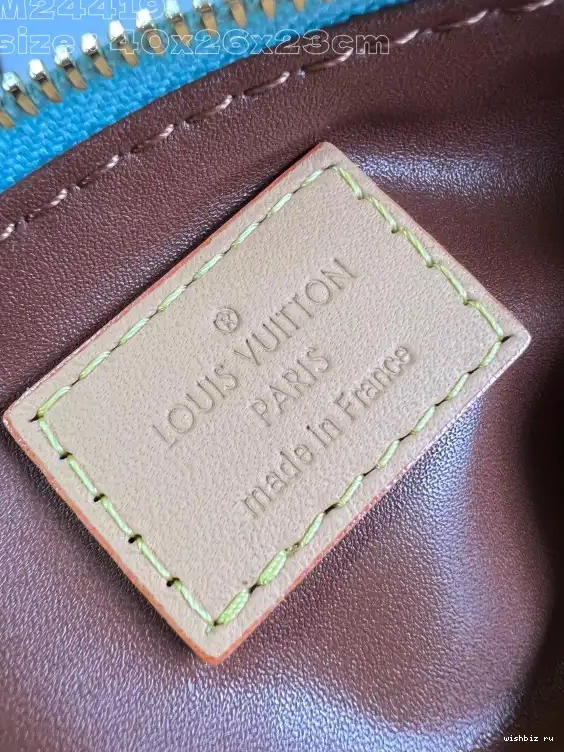 M24419
size : 40x26x23cm
®
LOUIS VUITTON
PARIS
made in France
wishbiz ru